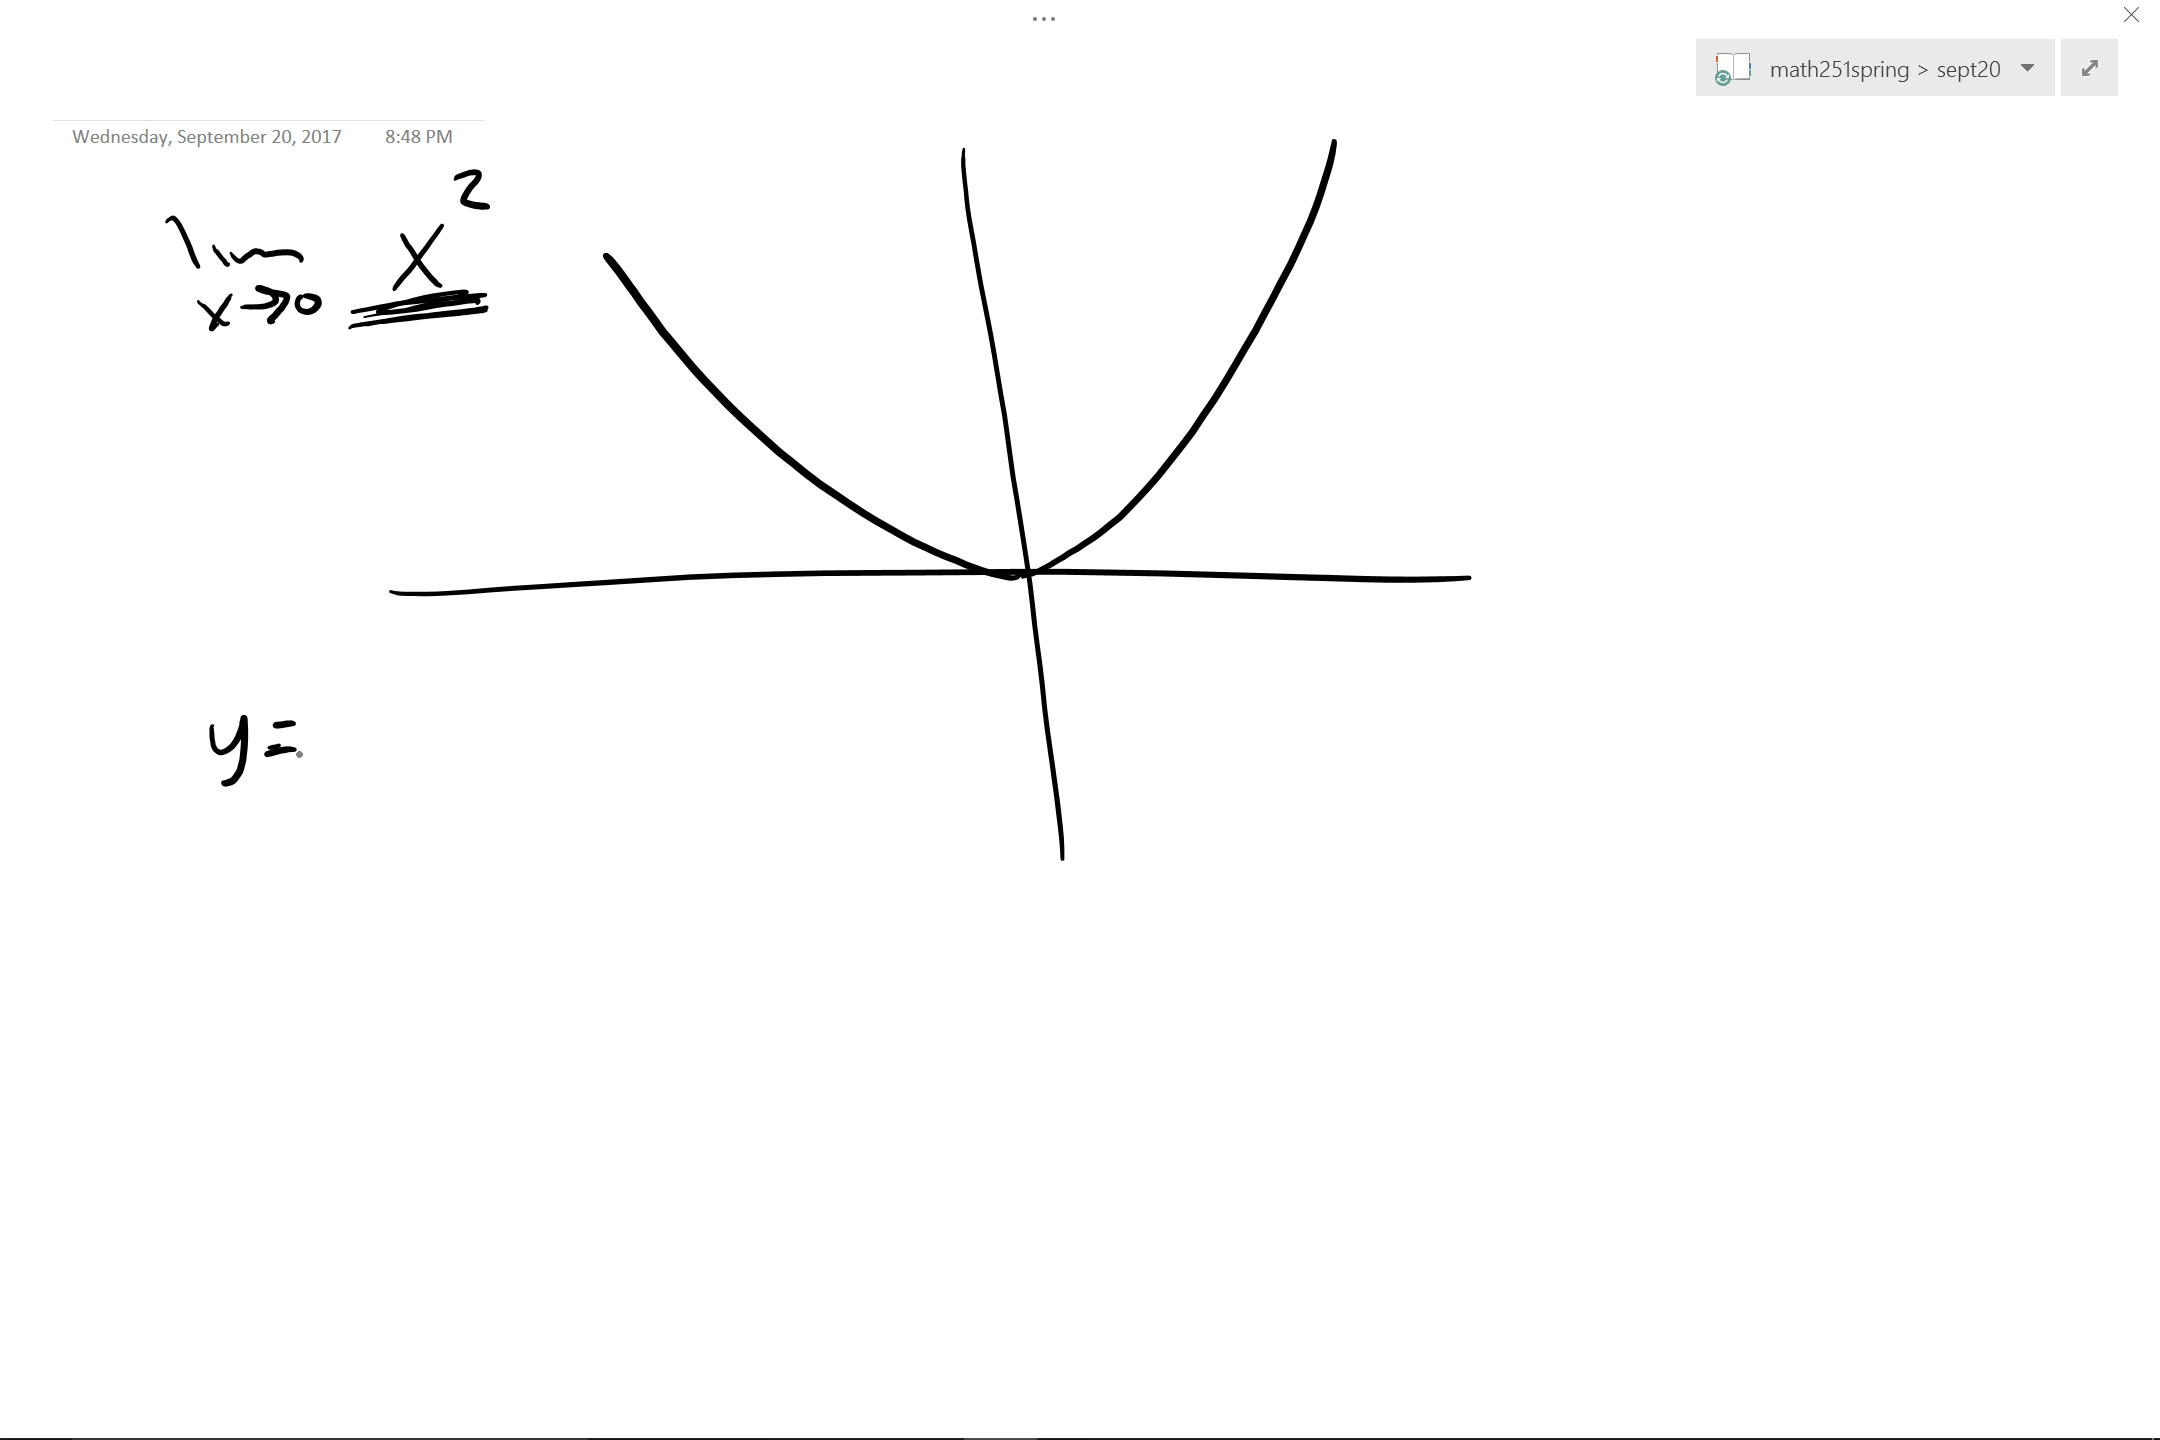 math251spring > sept20
Wednesday, September 20, 2017 8:48 PM
lim x²
x→0
y=